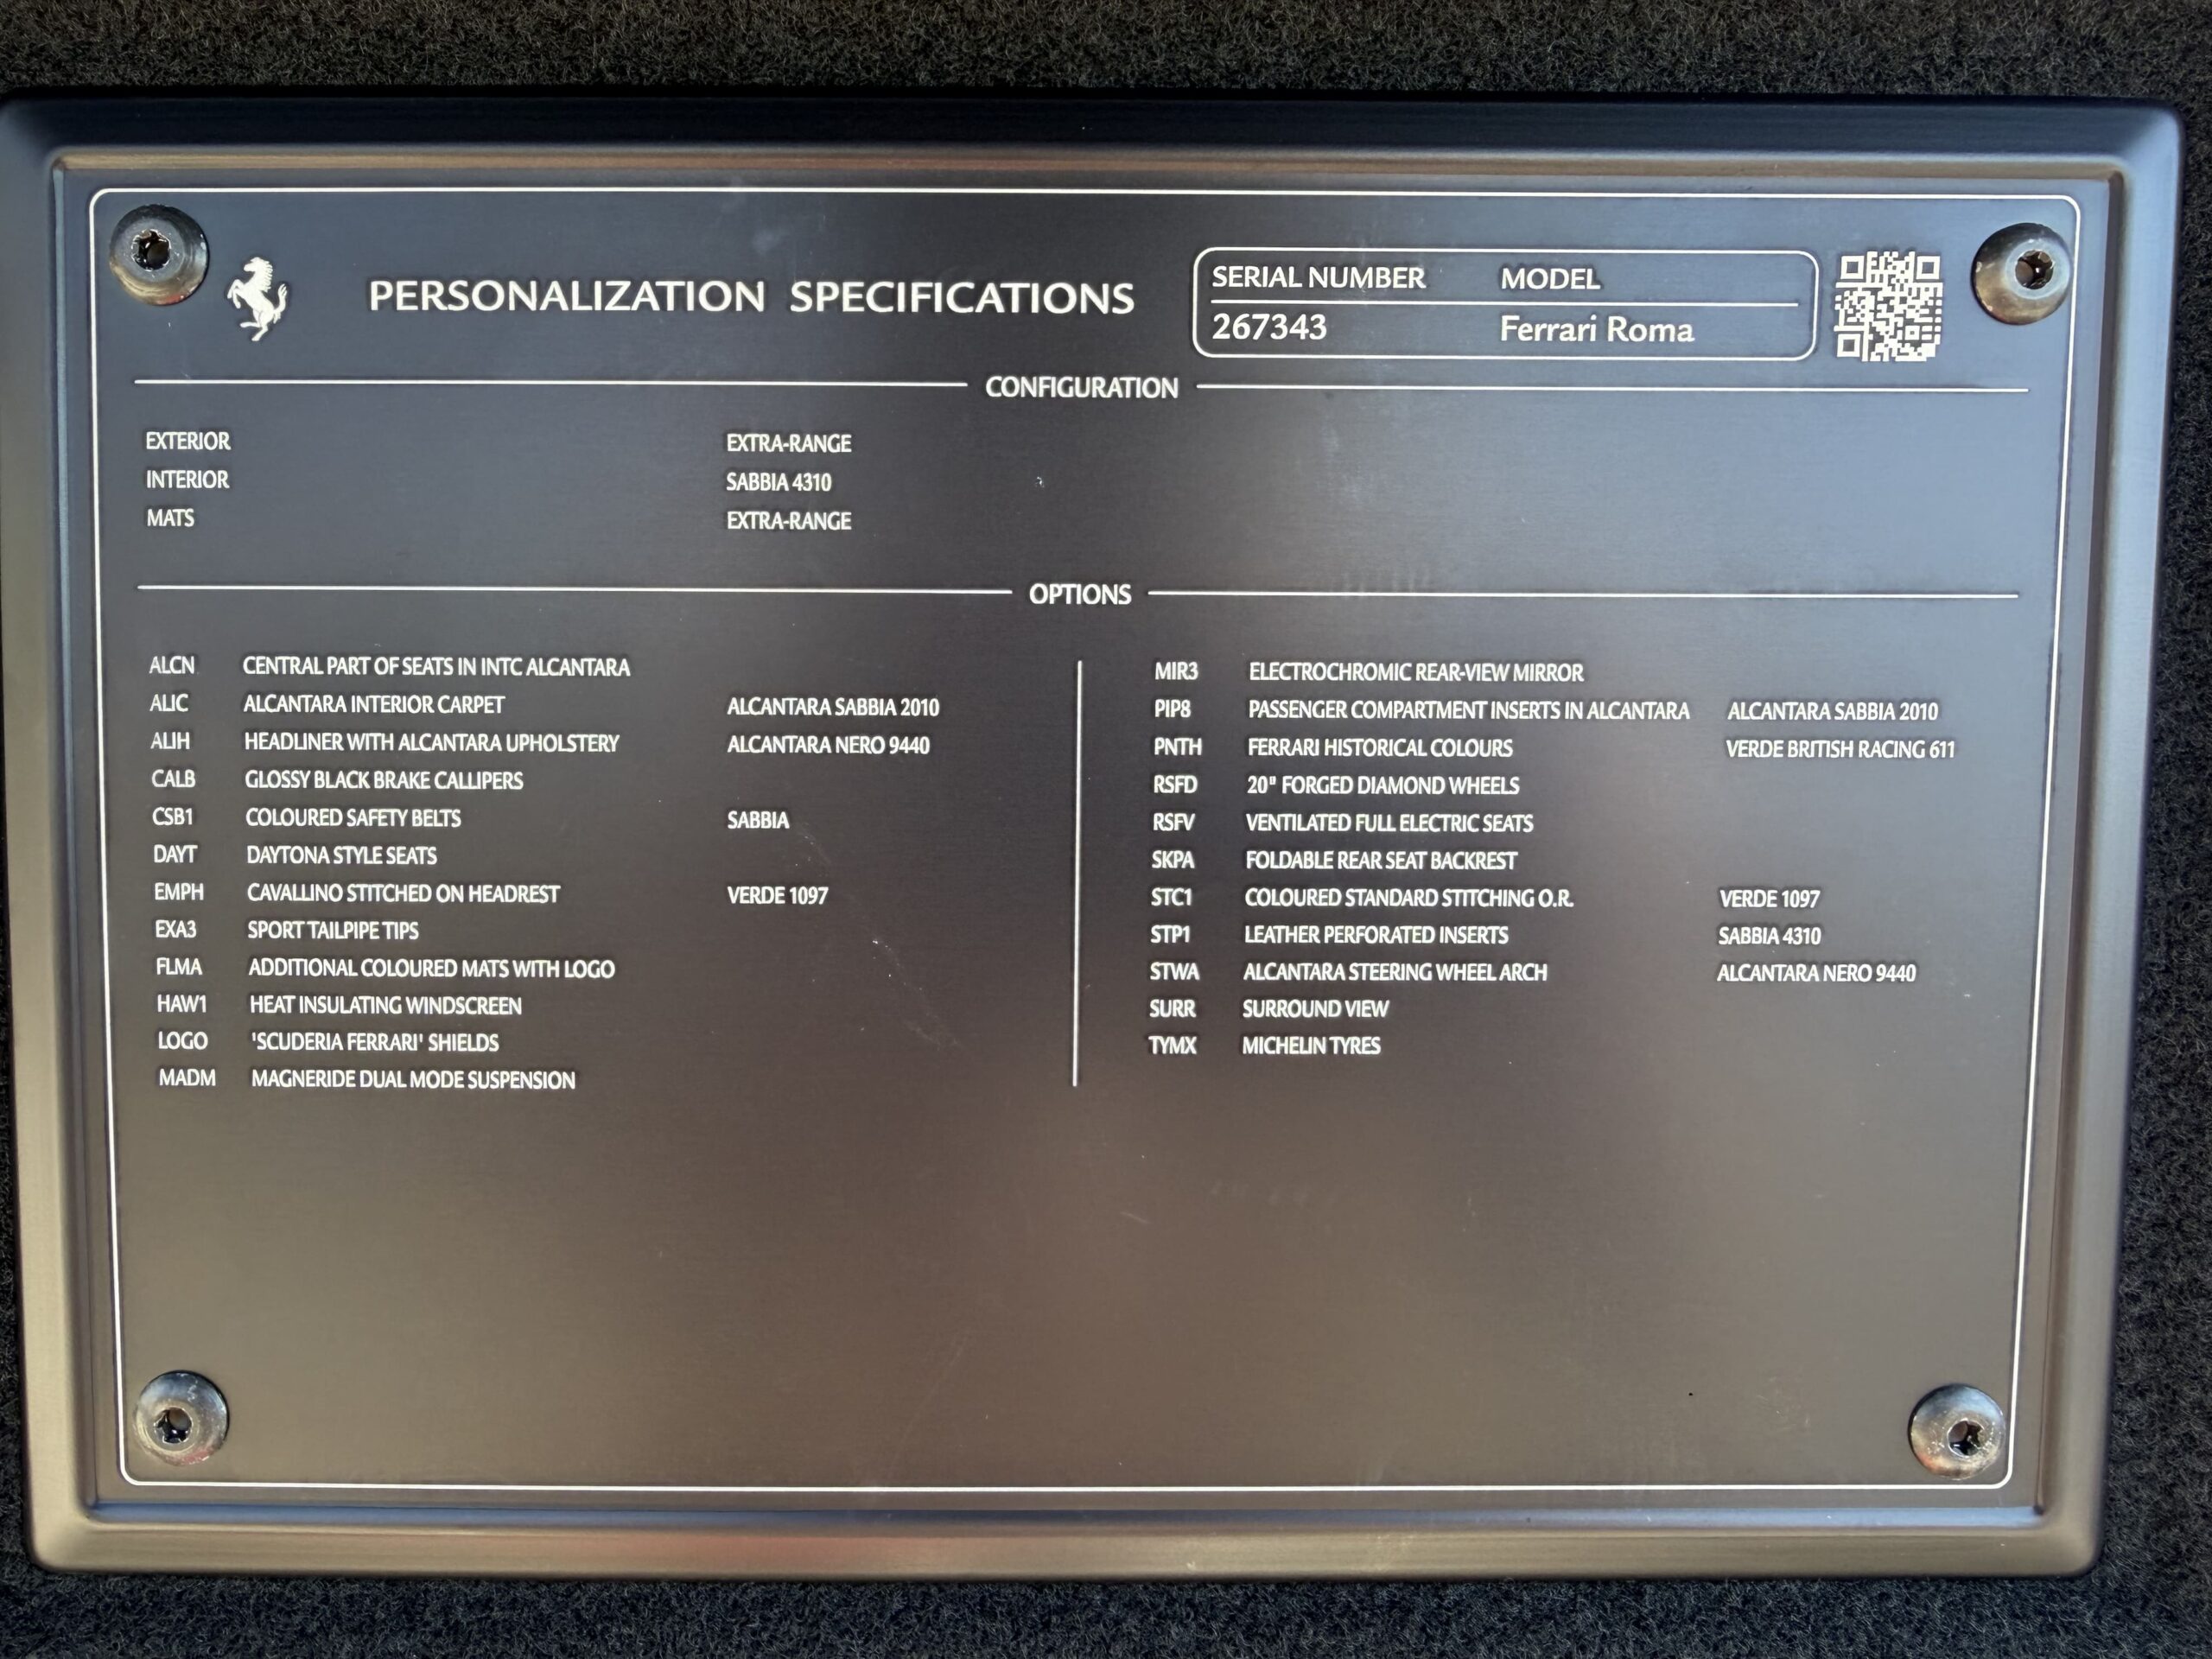 PERSONALIZATION SPECIFICATIONS
SERIAL NUMBER MODEL
267343 Ferrari Roma
CONFIGURATION
EXTERIOR EXTRA-RANGE
INTERIOR SABBIA 4310
MATS EXTRA-RANGE
OPTIONS
ALCN CENTRAL PART OF SEATS IN INTC ALCANTARA
ALIC ALCANTARA INTERIOR CARPET ALCANTARA SABBIA 2010
ALIH HEADLINER WITH ALCANTARA UPHOLSTERY ALCANTARA NERO 9440
CALB GLOSSY BLACK BRAKE CALLIPERS
CSB1 COLOURED SAFETY BELTS SABBIA
DAYT DAYTONA STYLE SEATS
EMPH CAVALLINO STITCHED ON HEADREST VERDE 1097
EXA3 SPORT TAILPIPE TIPS
FLMA ADDITIONAL COLOURED MATS WITH LOGO
HAW1 HEAT INSULATING WINDSCREEN
LOGO 'SCUDERIA FERRARI' SHIELDS
MADM MAGNERIDE DUAL MODE SUSPENSION
MIR3 ELECTROCHROMIC REAR-VIEW MIRROR
PIP8 PASSENGER COMPARTMENT INSERTS IN ALCANTARA ALCANTARA SABBIA 2010
PNTH FERRARI HISTORICAL COLOURS VERDE BRITISH RACING 611
RSFD 20" FORGED DIAMOND WHEELS
RSFV VENTILATED FULL ELECTRIC SEATS
SKPA FOLDABLE REAR SEAT BACKREST
STC1 COLOURED STANDARD STITCHING O.R. VERDE 1097
STP1 LEATHER PERFORATED INSERTS SABBIA 4310
STWA ALCANTARA STEERING WHEEL ARCH ALCANTARA NERO 9440
SURR SURROUND VIEW
TYMX MICHELIN TYRES